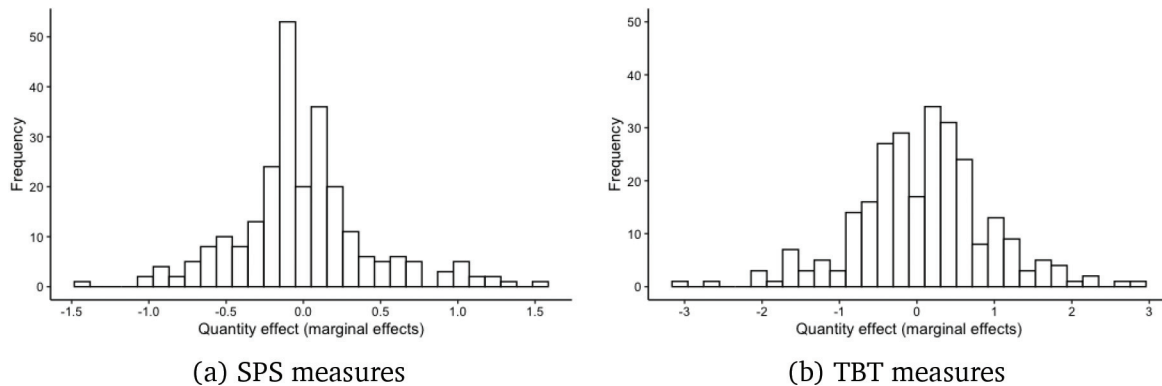 50
40
30
20
10
0
Frequency
-1.5 -1.0 -0.5 0.0 0.5 1.0 1.5
Quantity effect (marginal effects)
(a) SPS measures
50
40
30
20
10
0
Frequency
-3 -2 -1 0 1 2 3
Quantity effect (marginal effects)
(b) TBT measures